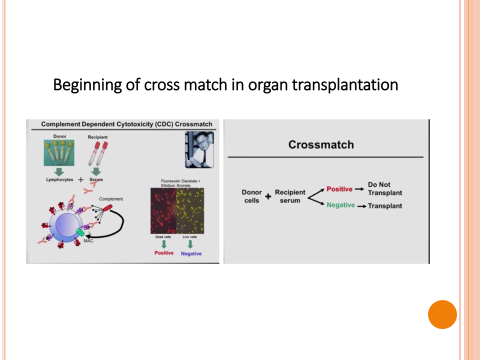 Beginning of cross match in organ transplantation
Complement Dependent Cytotoxicity (CDC) Crossmatch
Donor Recipient
Lymphocytes + Serum
Complement
MAC
Fluorescein Diacetate +
Ethidium Bromide
Dead cells Live cells
Positive Negative
Crossmatch
Donor cells + Recipient serum
Positive Do Not Transplant
Negative Transplant